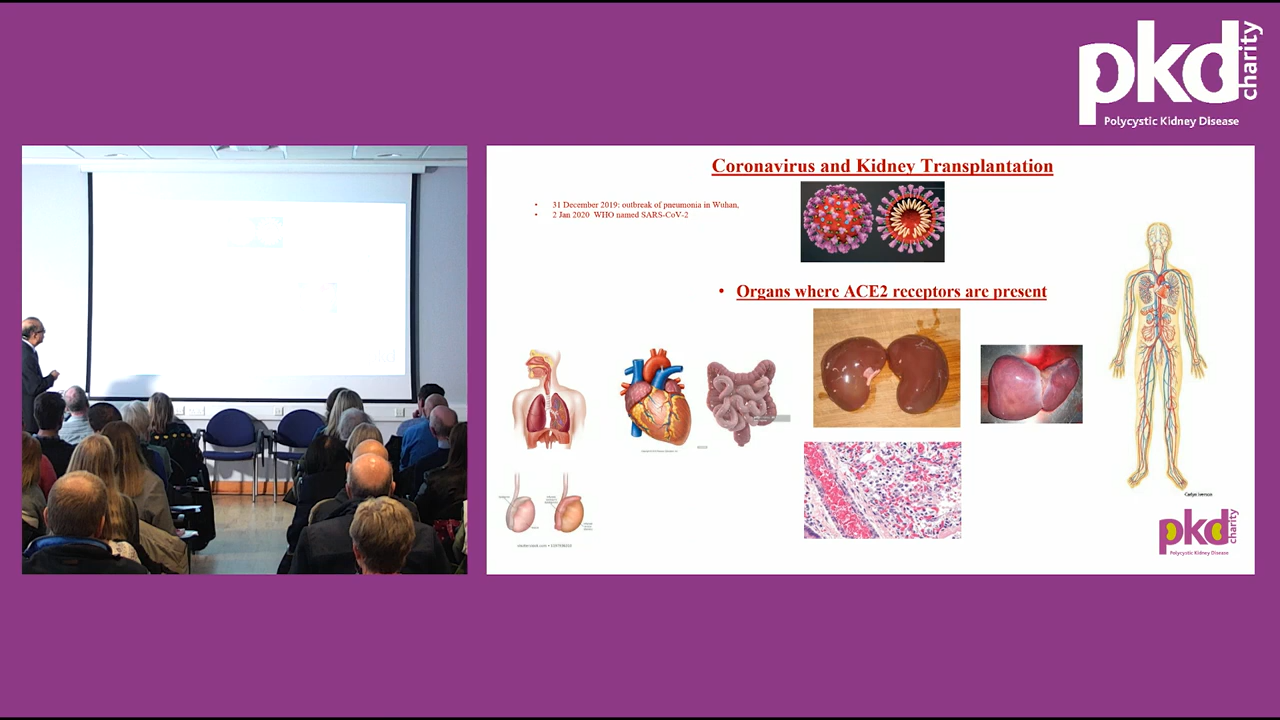 pkd
charity
Polycystic Kidney Disease
Coronavirus and Kidney Transplantation
• 31 December 2019: outbreak of pneumonia in Wuhan,
• 2 Jan 2020 WHO named SARS-CoV-2
• Organs where ACE2 receptors are present
pkd
charity
Polycystic Kidney Disease